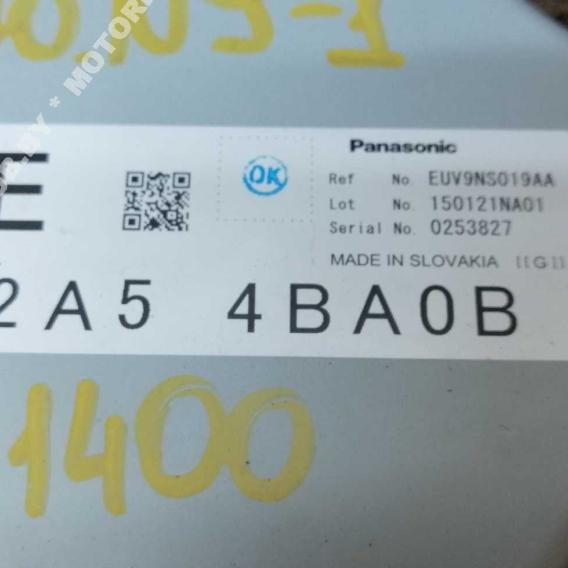 Panasonic
OK
Ref No. EUV9NS019AA
Lot No. 150121NA01
Serial No. 0253827
MADE IN SLOVAKIA [[G]]
E
2A5 4BA0B
1400